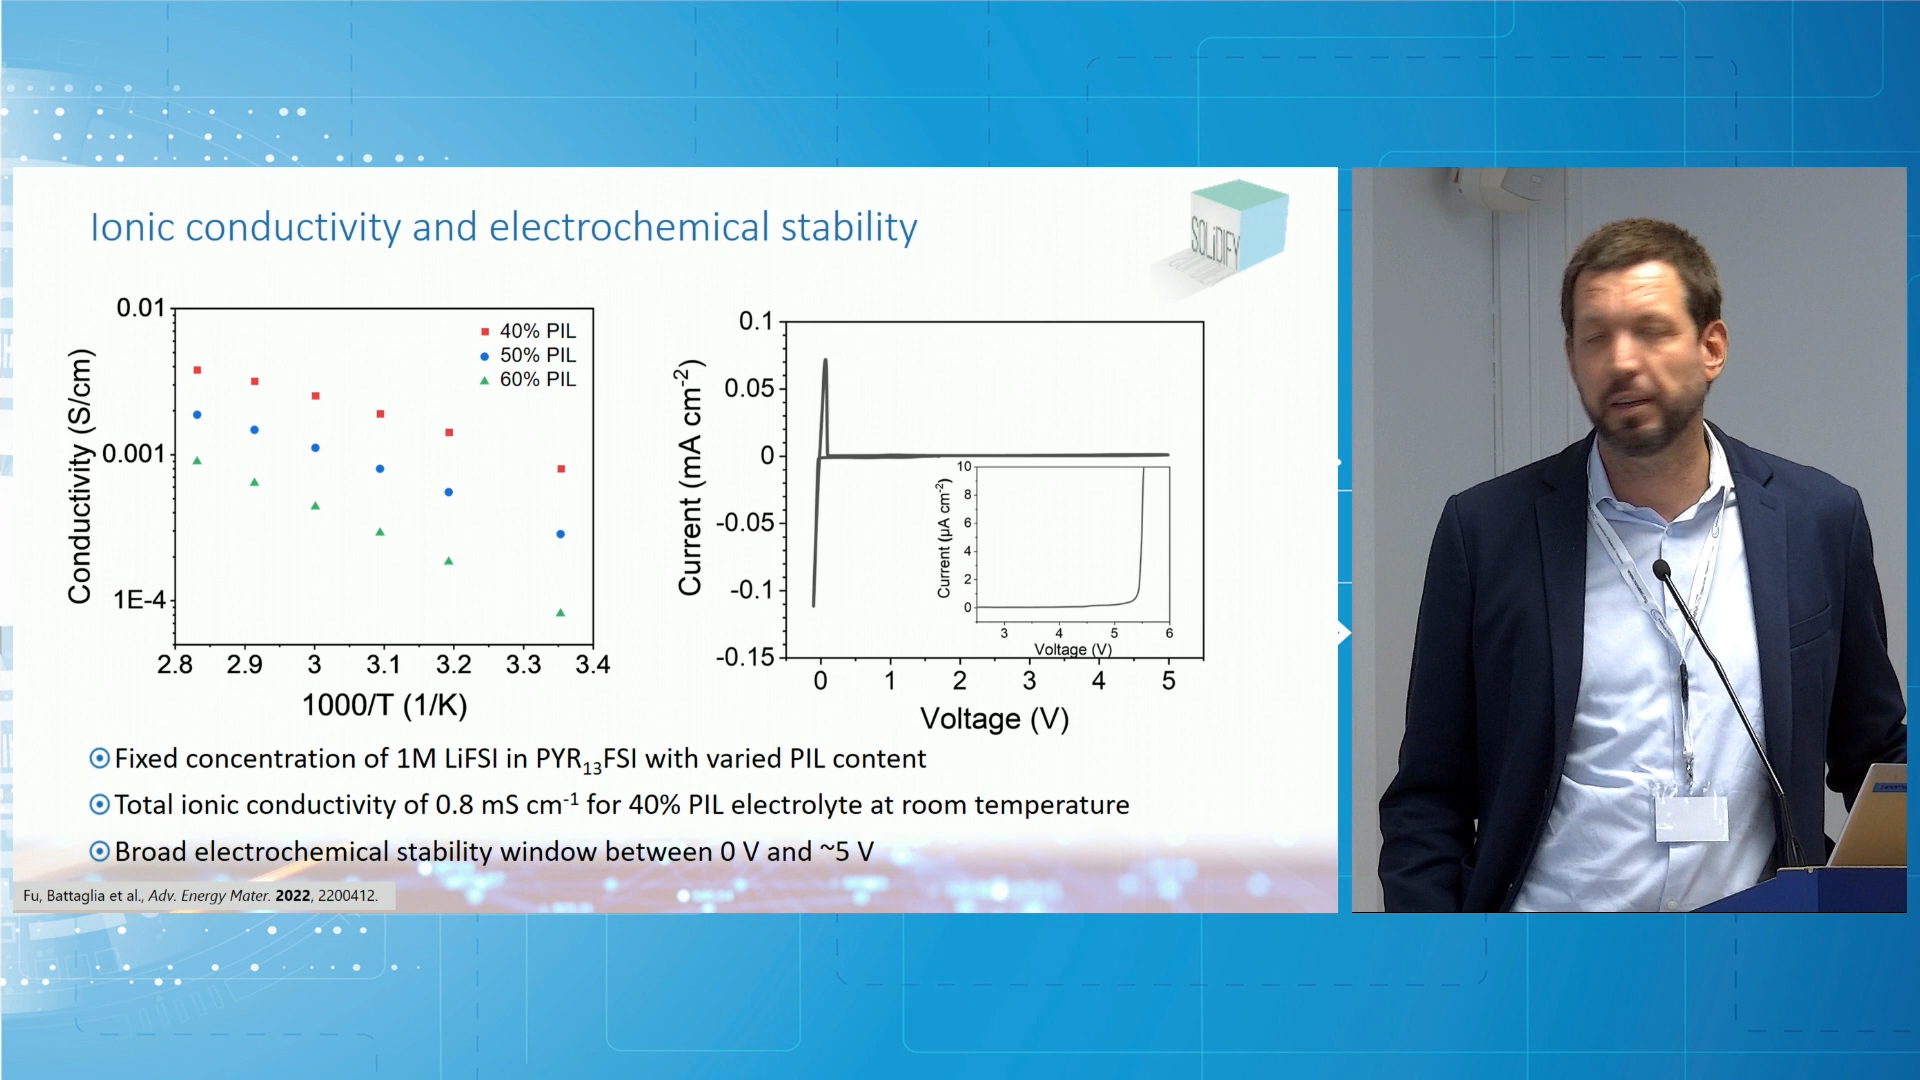 Ionic conductivity and electrochemical stability
SOLiDIFY
0.01
0.001
1E-4
Conductivity (S/cm)
40% PIL
50% PIL
60% PIL
2.8 2.9 3 3.1 3.2 3.3 3.4
1000/T (1/K)
0.1
0.05
0
-0.05
-0.1
-0.15
Current (mA cm-2)
0 1 2 3 4 5
Voltage (V)
10
8
6
4
2
0
Current (µA cm-2)
3 4 5 6
Voltage (V)
Fixed concentration of 1M LiFSI in PYR13FSI with varied PIL content
Total ionic conductivity of 0.8 mS cm-1 for 40% PIL electrolyte at room temperature
Broad electrochemical stability window between 0 V and ~5 V
Fu, Battaglia et al., Adv. Energy Mater. 2022, 2200412.